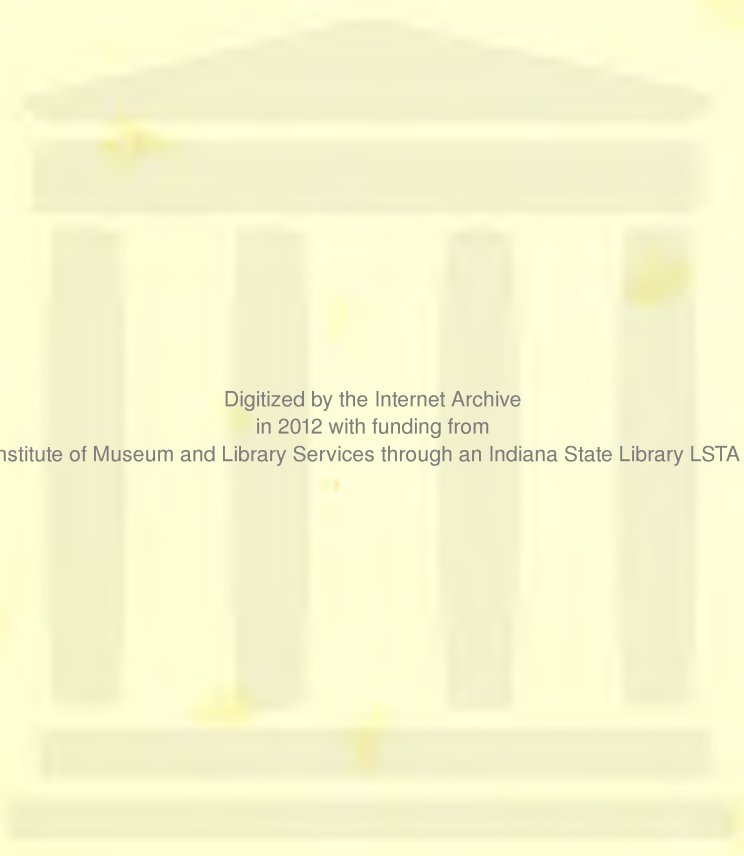 Digitized by the Internet Archive
in 2012 with funding from
nstitute of Museum and Library Services through an Indiana State Library LSTA